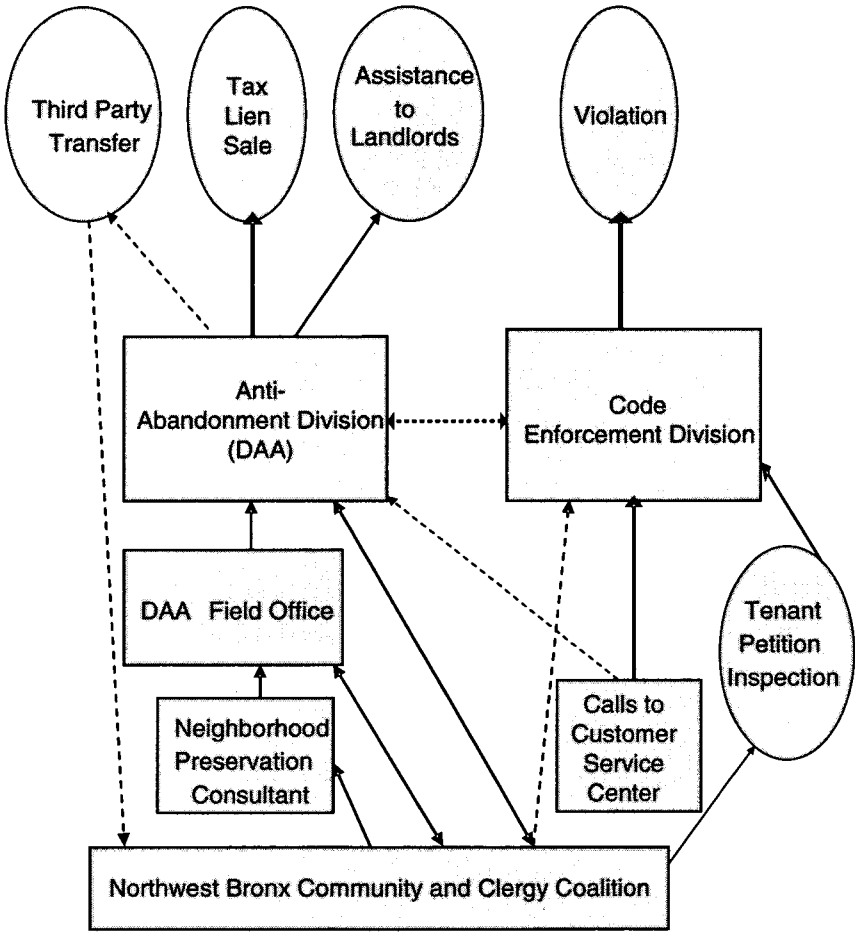 Third Party
Transfer
Tax
Lien
Sale
Assistance
to
Landlords
Violation
Anti-
Abandonment Division
(DAA)
Code
Enforcement Division
DAA Field Office
Tenant
Petition
Inspection
Neighborhood
Preservation
Consultant
Calls to
Customer
Service
Center
Northwest Bronx Community and Clergy Coalition